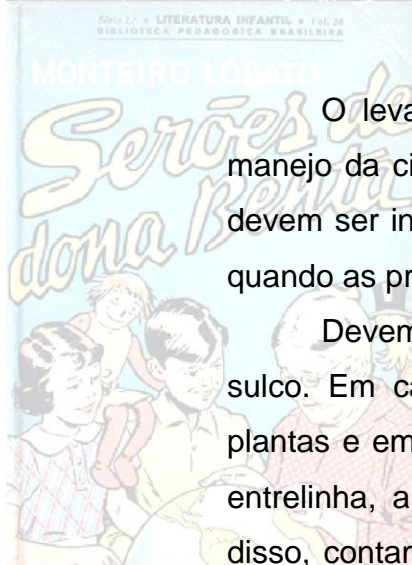 Série 2.ª * LITERATURA INFANTIL * Vol. 28
BIBLIOTECA PEDAGOGICA BRASILEIRA
MONTEIRO LOBATO
Serões de
dona Benta
O leva
manejo da ci
devem ser in
quando as pr
Devem
sulco. Em ca
plantas e em
entrelinha, a
disso, contar